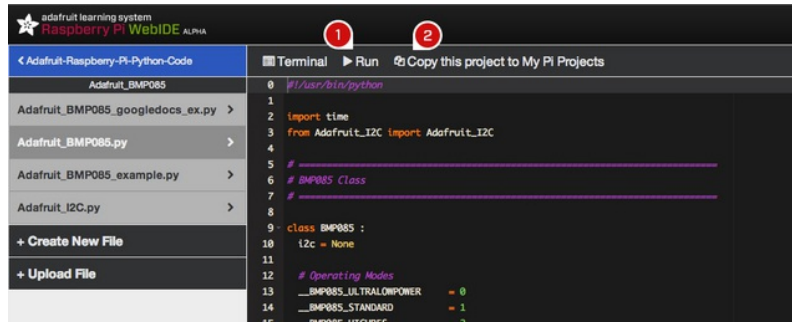 adafruit learning system
Raspberry Pi WebIDE ALPHA
1
2
Adafruit-Raspberry-Pi-Python-Code
Terminal Run Copy this project to My Pi Projects
Adafruit_BMP085
Adafruit_BMP085_googledocs_ex.py
Adafruit_BMP085.py
Adafruit_BMP085_example.py
Adafruit_I2C.py
+ Create New File
+ Upload File
0 #!/usr/bin/python
1
2 import time
3 from Adafruit_I2C import Adafruit_I2C
4
5 # ===========================================================================
6 # BMP085 Class
7 # ===========================================================================
8
9 class BMP085 :
10 i2c = None
11
12 # Operating Modes
13 __BMP085_ULTRALOWPOWER = 0
14 __BMP085_STANDARD = 1